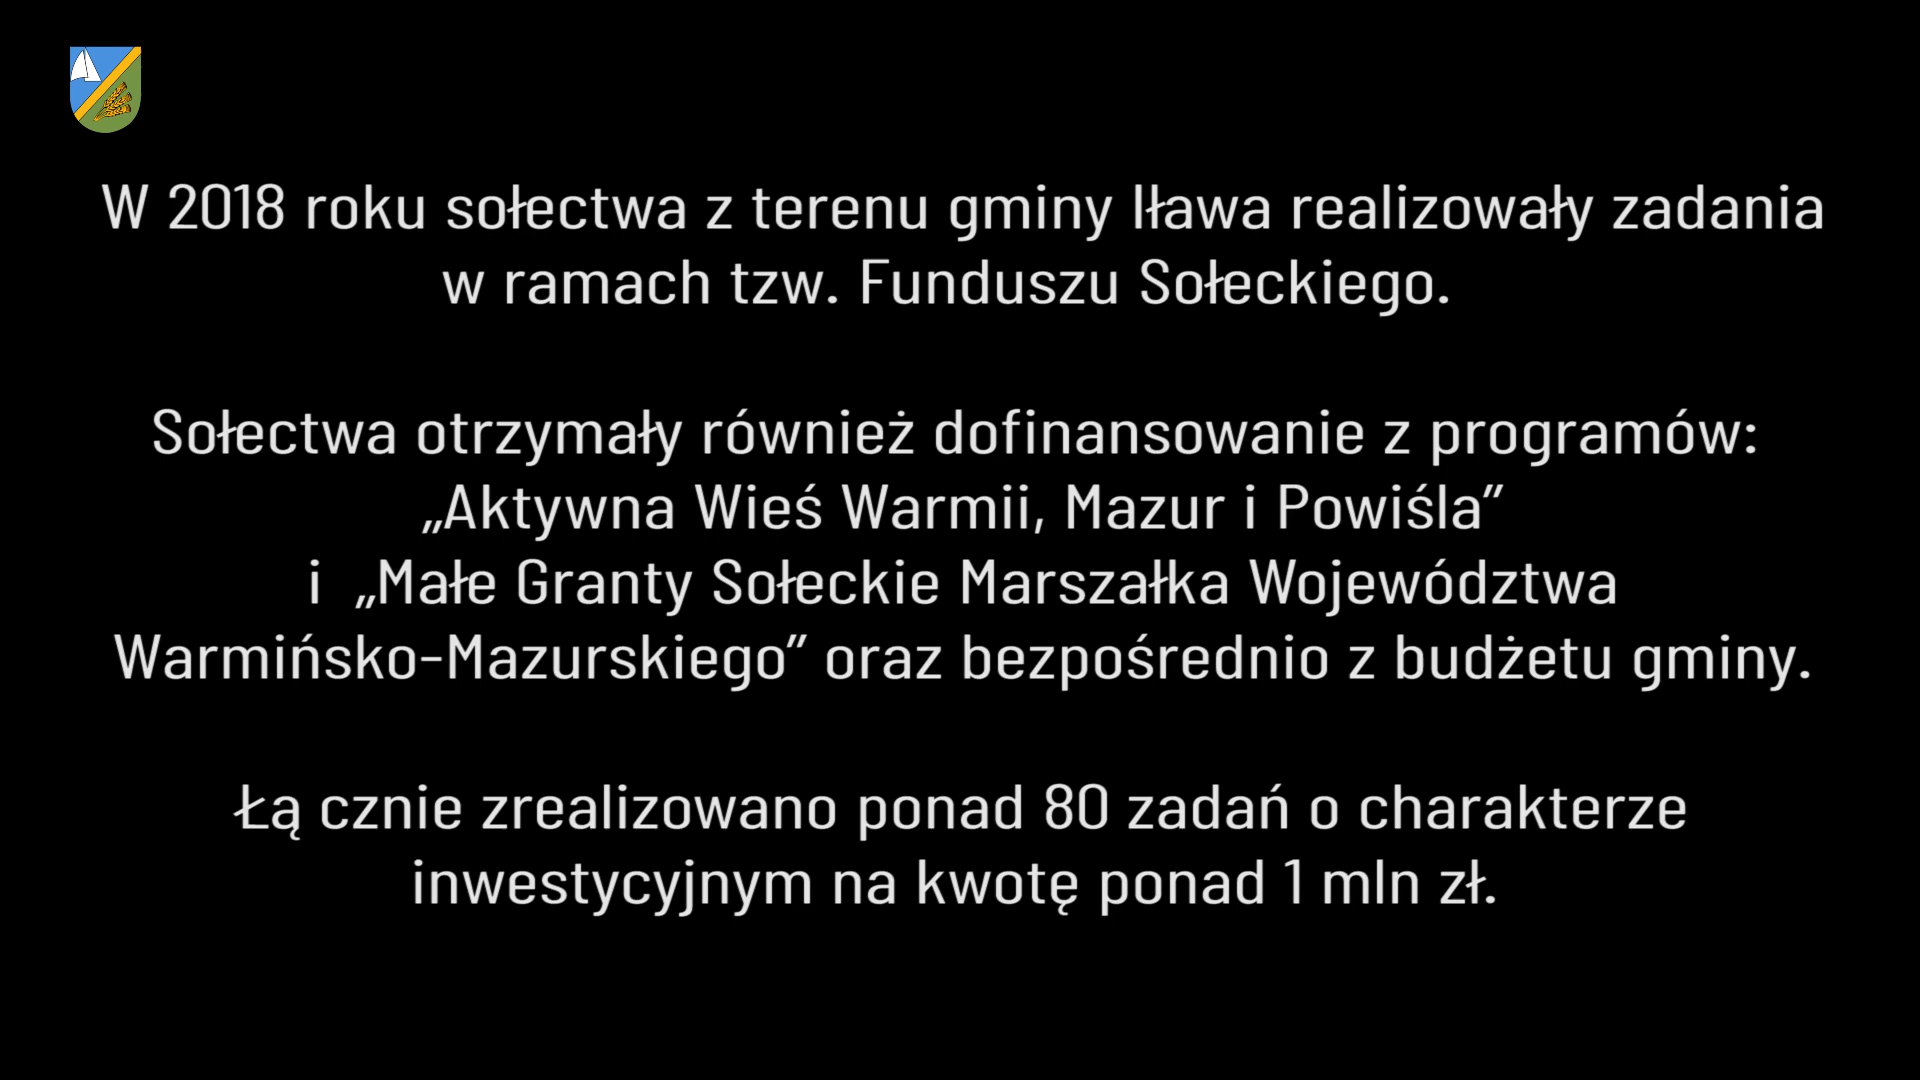 W 2018 roku sołectwa z terenu gminy Iława realizowały zadania
w ramach tzw. Funduszu Sołeckiego.
Sołectwa otrzymały również dofinansowanie z programów:
„Aktywna Wieś Warmii, Mazur i Powiśla”
i „Małe Granty Sołeckie Marszałka Województwa
Warmińsko-Mazurskiego” oraz bezpośrednio z budżetu gminy.
Łą cznie zrealizowano ponad 80 zadań o charakterze
inwestycyjnym na kwotę ponad 1 mln zł.